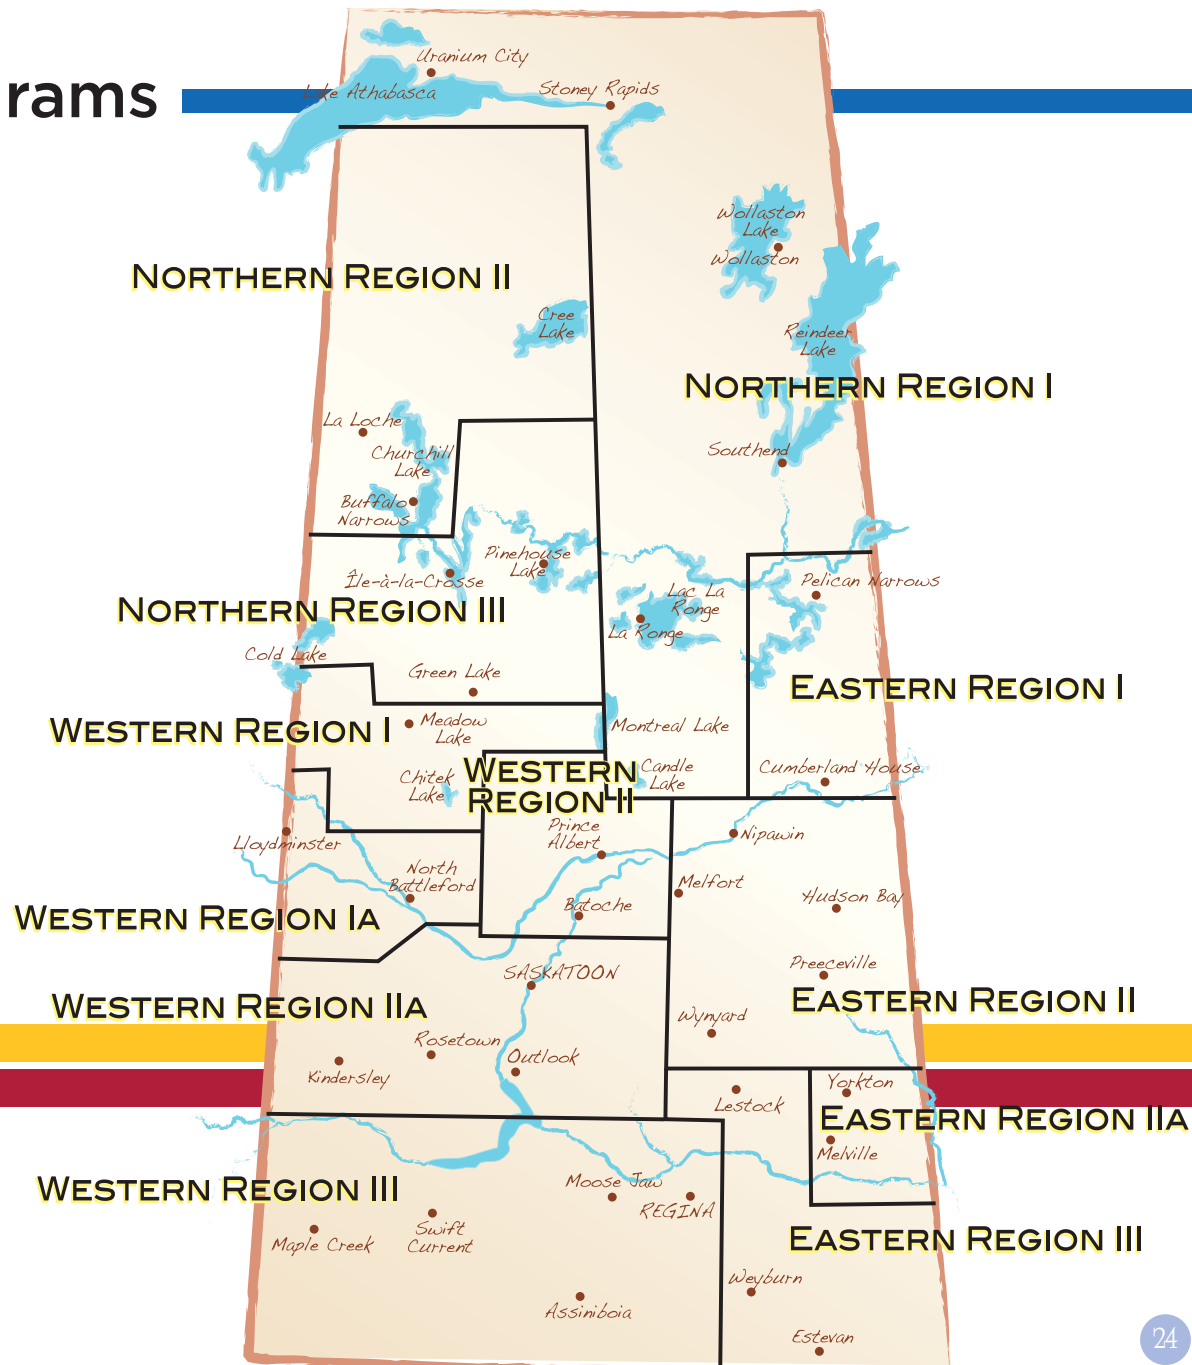 rams
Uranium City
Lake Athabasca
Stoney Rapids
Wollaston
Lake
Wollaston
NORTHERN REGION II
Cree
Lake
Reindeer
Lake
NORTHERN REGION I
La Loche
Churchill
Lake
Southend
Buffalo
Narrows
Pinehouse
Lake
Île-à-la-Crosse
Pelican Narrows
Lac La
Ronge
La Ronge
NORTHERN REGION III
Cold Lake
Green Lake
EASTERN REGION I
WESTERN REGION I
Meadow
Lake
Montreal Lake
Chitek
Lake
WESTERN
REGION II
Candle
Lake
Cumberland House
Lloydminster
Prince
Albert
Nipawin
North
Battleford
Melfort
Hudson Bay
Batoche
WESTERN REGION IA
Preeceville
SASKATOON
WESTERN REGION IIA
EASTERN REGION II
Wynyard
Rosetown
Outlook
Kindersley
Yorkton
Lestock
EASTERN REGION IIA
Melville
WESTERN REGION III
Moose Jaw
REGINA
Swift
Current
Maple Creek
EASTERN REGION III
Weyburn
Assiniboia
Estevan
24